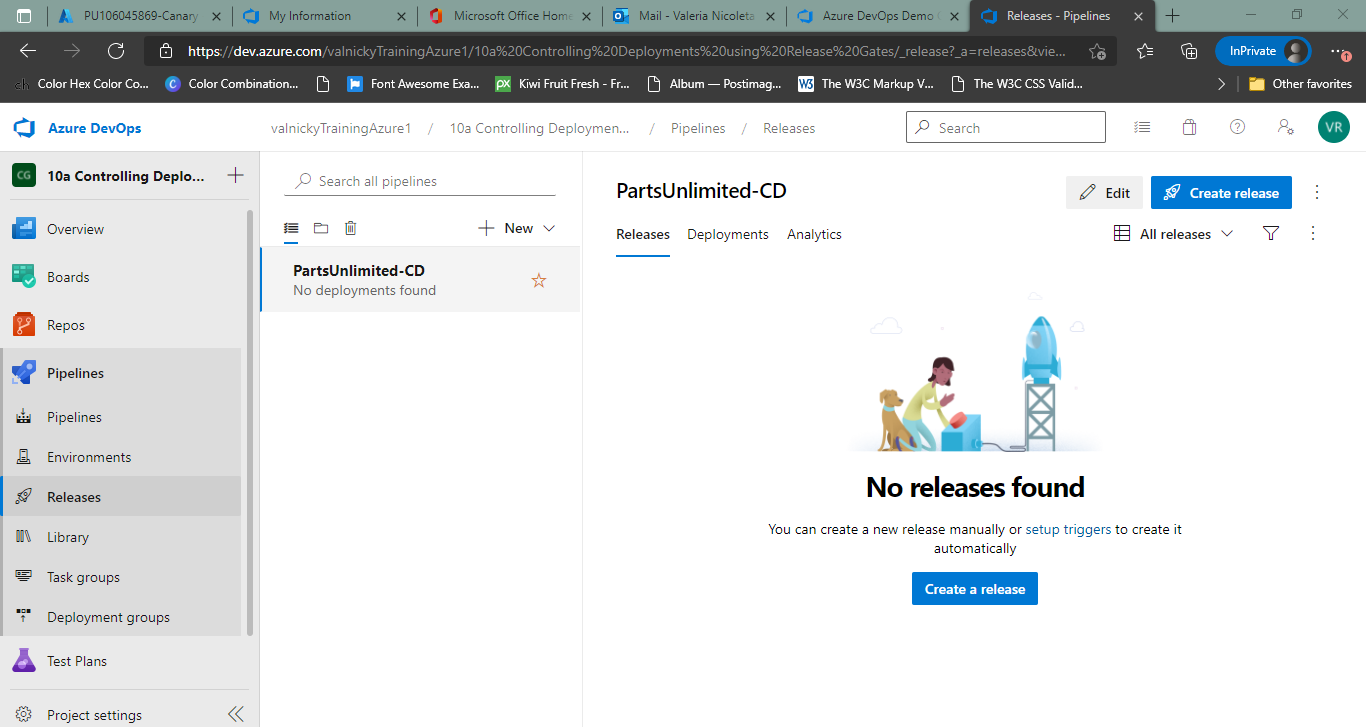 PU106045869-Canary
My Information
Microsoft Office Home
Mail - Valeria Nicoleta
Azure DevOps Demo
Releases - Pipelines
https://dev.azure.com/valnickyTrainingAzure1/10a%20Controlling%20Deployments%20using%20Release%20Gates/_release?_a=releases&vie...
InPrivate
Color Hex Color Co...
Color Combination...
Font Awesome Exa...
px
Kiwi Fruit Fresh - Fr...
Album — Postimag...
W3
The W3C Markup V...
The W3C CSS Valid...
Other favorites
Azure DevOps
valnickyTrainingAzure1 / 10a Controlling Deploymen... / Pipelines / Releases
Search
VR
CG
10a Controlling Deplo...
Overview
Boards
Repos
Pipelines
Pipelines
Environments
Releases
Library
Task groups
Deployment groups
Test Plans
Project settings
Search all pipelines
New
PartsUnlimited-CD
No deployments found
PartsUnlimited-CD
Edit
Create release
Releases
Deployments
Analytics
All releases
No releases found
You can create a new release manually or setup triggers to create it
automatically
Create a release